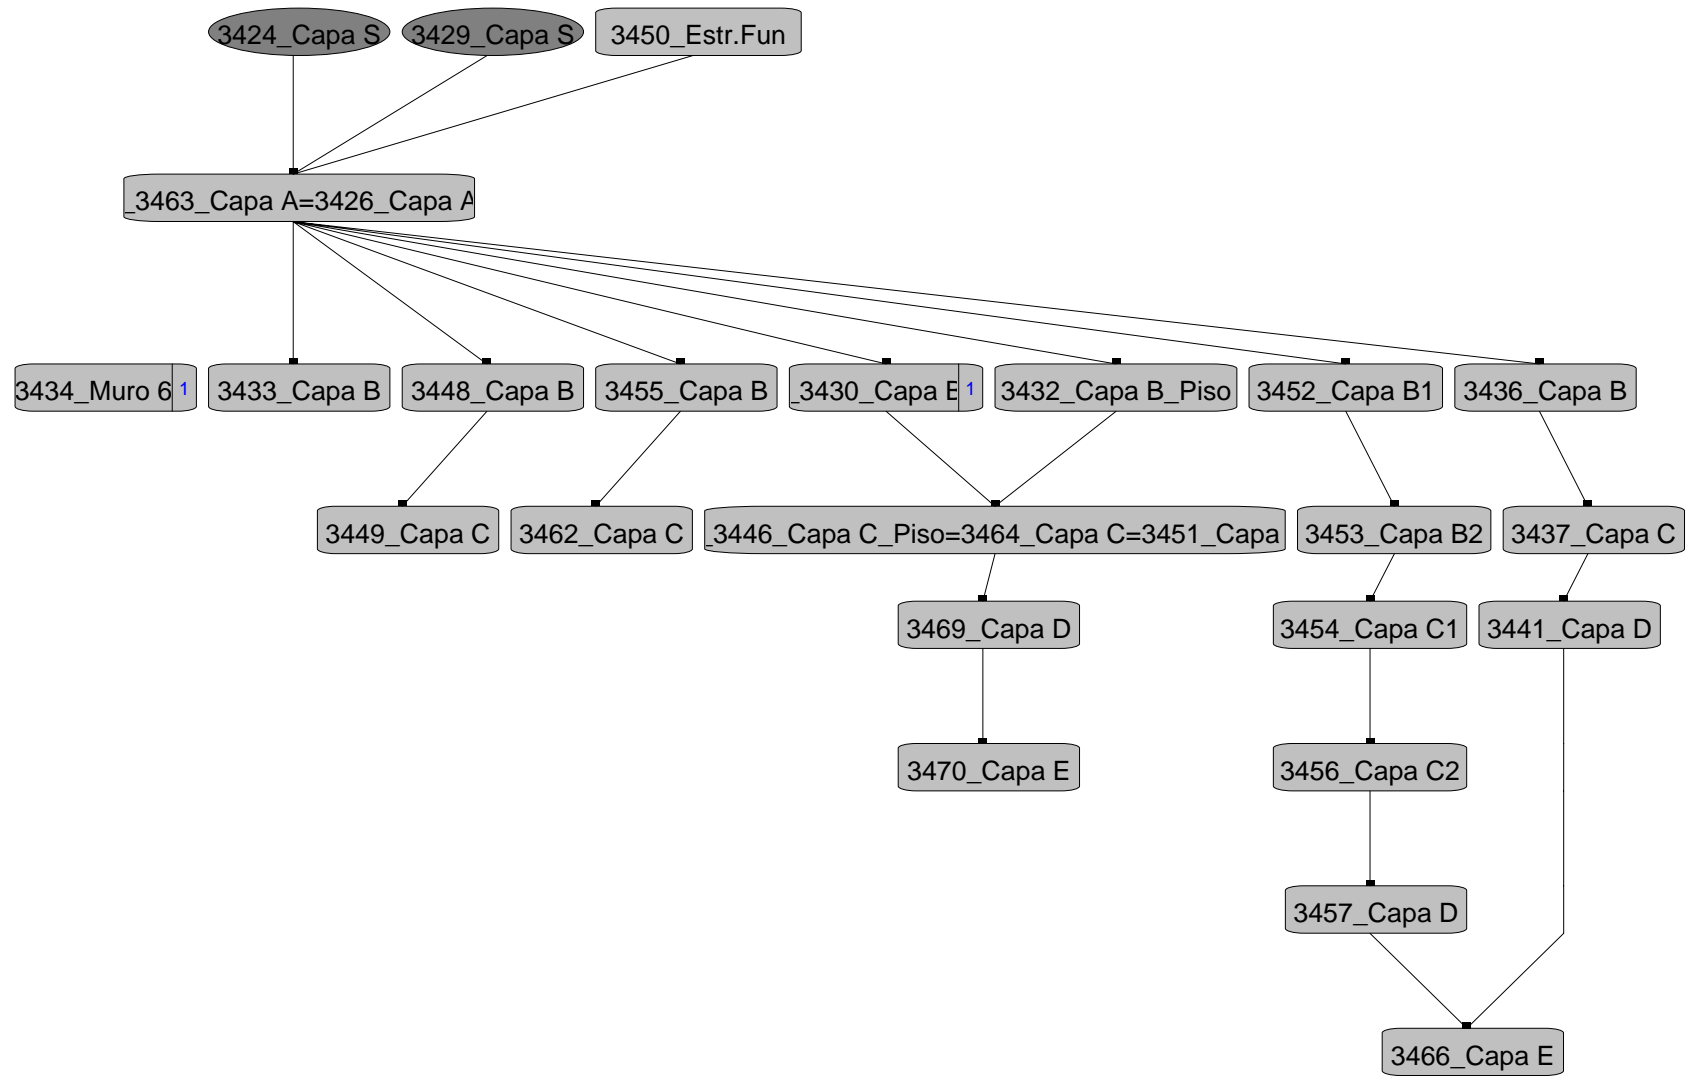 3424_Capa S
3429_Capa S
3450_Estr.Fun
_3463_Capa A=3426_Capa A
3434_Muro 6
1
3433_Capa B
3448_Capa B
3455_Capa B
_3430_Capa B
1
3432_Capa B_Piso
3452_Capa B1
3436_Capa B
3449_Capa C
3462_Capa C
_3446_Capa C_Piso=3464_Capa C=3451_Capa
3453_Capa B2
3437_Capa C
3469_Capa D
3454_Capa C1
3441_Capa D
3470_Capa E
3456_Capa C2
3457_Capa D
3466_Capa E